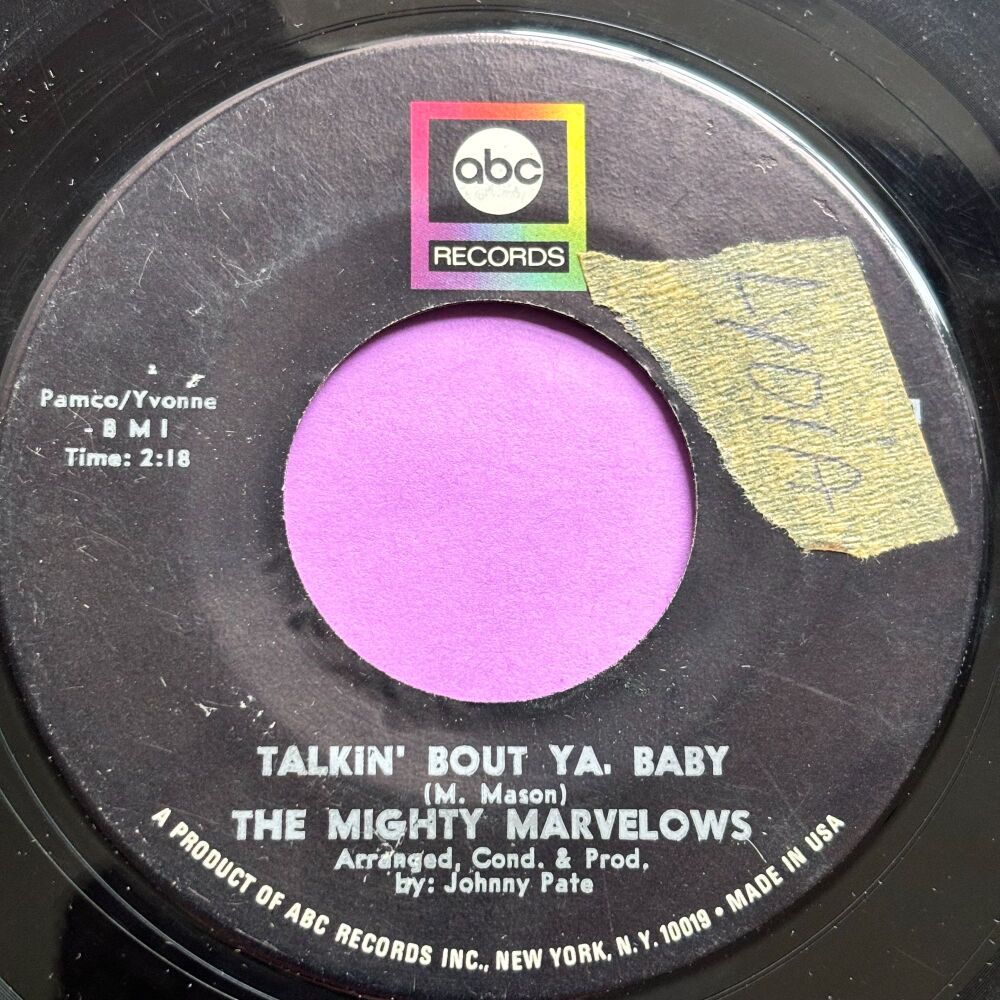 abc
RECORDS
LYDIA
Pamco/Yvonne
- B M I
Time: 2:18
TALKIN' BOUT YA, BABY
(M. Mason)
THE MIGHTY MARVELOWS
Arranged, Cond. & Prod.
by: Johnny Pate
A PRODUCT OF ABC RECORDS INC., NEW YORK, N.Y. 10019 • MADE IN USA